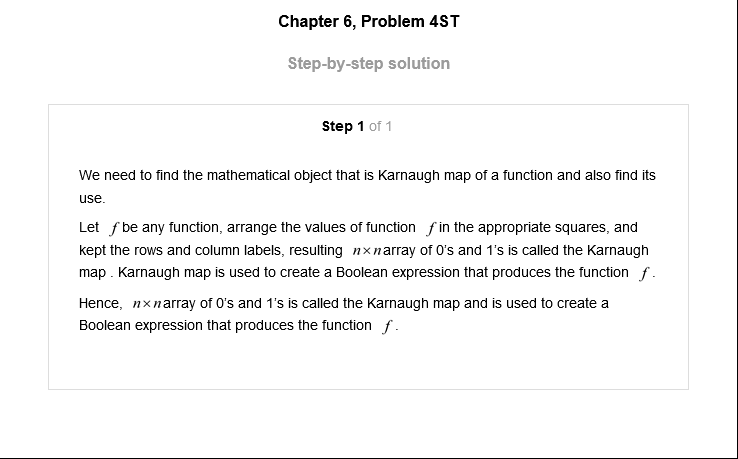 Chapter 6, Problem 4ST
Step-by-step solution
Step 1 of 1
We need to find the mathematical object that is Karnaugh map of a function and also find its
use.
Let f be any function, arrange the values of function f in the appropriate squares, and
kept the rows and column labels, resulting n×n array of 0's and 1's is called the Karnaugh
map . Karnaugh map is used to create a Boolean expression that produces the function f .
Hence, n×n array of 0's and 1's is called the Karnaugh map and is used to create a
Boolean expression that produces the function f .